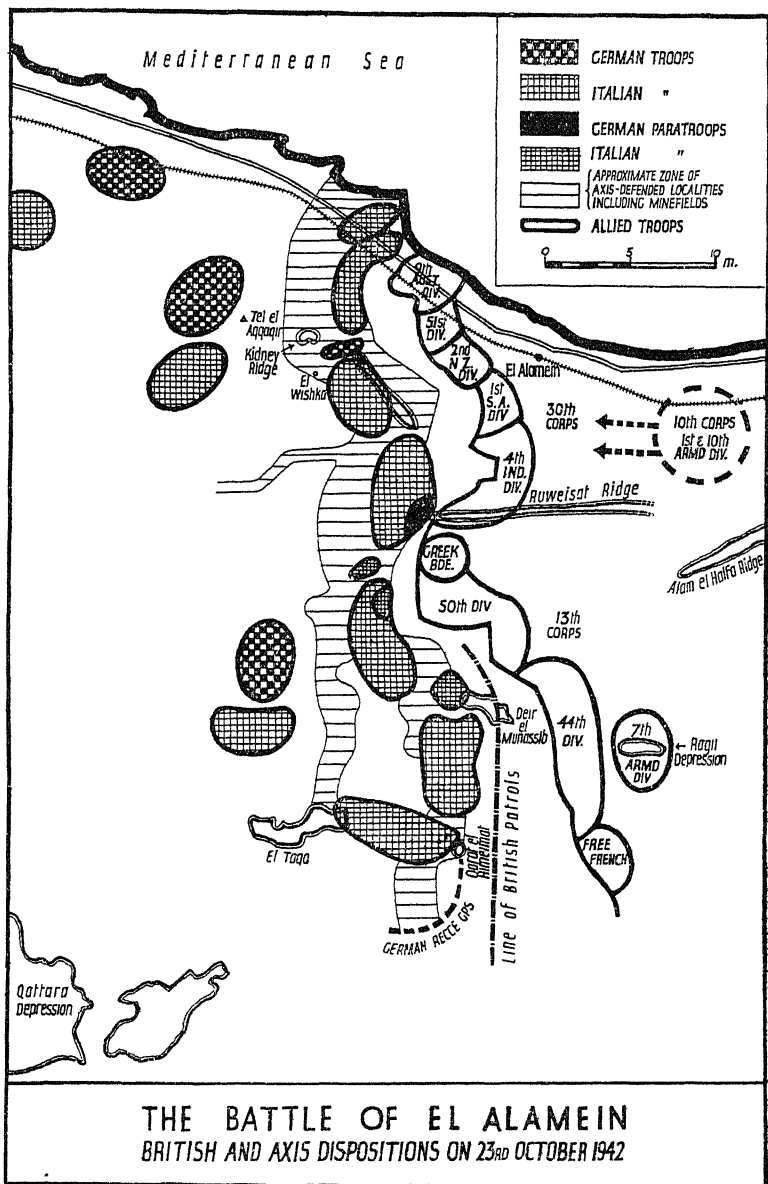 Mediterranean Sea
GERMAN TROOPS
ITALIAN "
GERMAN PARATROOPS
ITALIAN "
APPROXIMATE ZONE OF
AXIS-DEFENDED LOCALITIES
INCLUDING MINEFIELDS
ALLIED TROOPS
0 5 10 m.
9th
AUST.
DIV.
51st
DIV.
2nd
N Z
DIV
El Alamein
1st
S. A.
DIV
Tel el
Aqqaqir
Kidney
Ridge
El
Wishka
30th
CORPS
10TH CORPS
1st & 10th
ARMD DIV.
4th
IND.
DIV.
Ruweisat Ridge
Alam el Halfa Ridge
GREEK
BDE.
50th DIV
13th
CORPS
Deir
el
Munassib
44th
DIV.
7th
ARMD
DIV
← Ragil
Depression
El Taqa
Qaret el
Himeimat
FREE
FRENCH
GERMAN RECCE GPS
Line of British Patrols
Qattara
Depression
THE BATTLE OF EL ALAMEIN
BRITISH AND AXIS DISPOSITIONS ON 23RD OCTOBER 1942